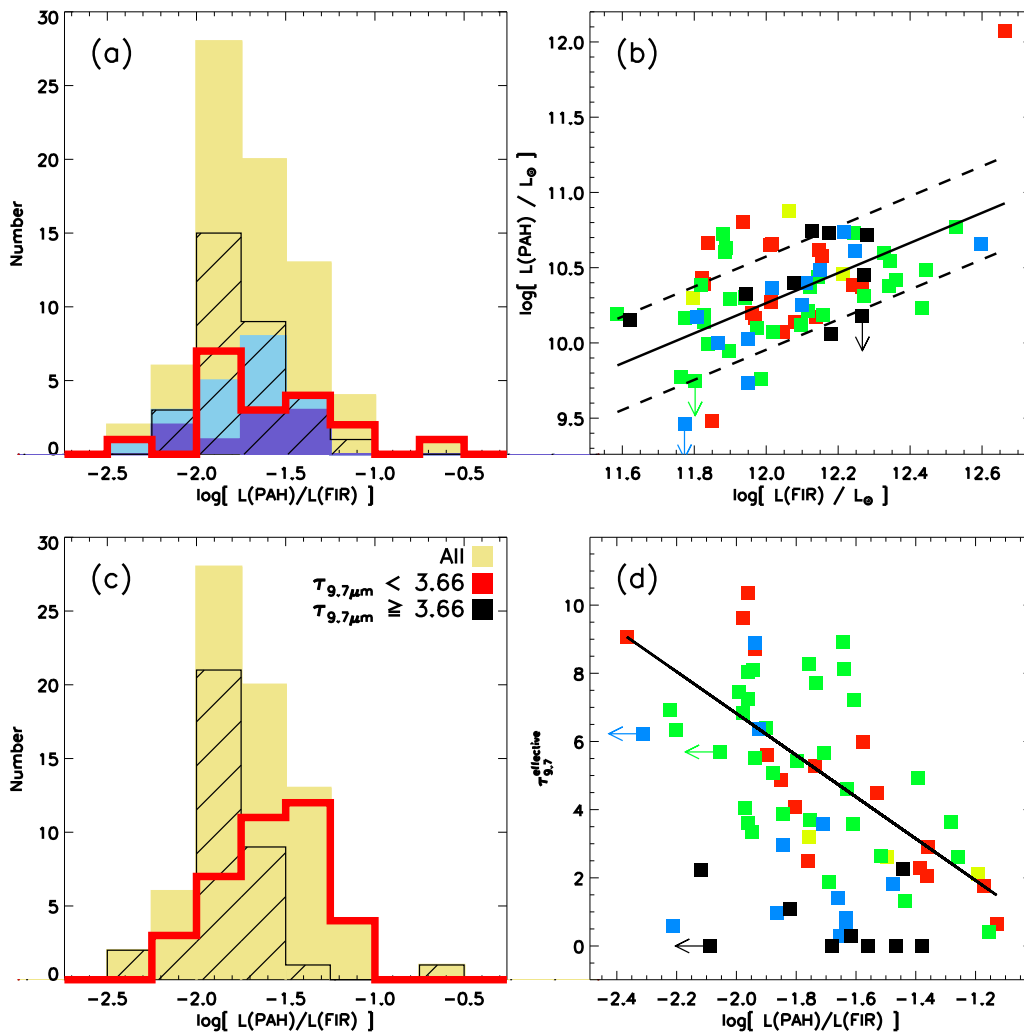 (a)
30
25
20
15
10
5
0
Number
−2.5 −2.0 −1.5 −1.0 −0.5
log[ L(PAH)/L(FIR) ]
(b)
12.0
11.5
11.0
10.5
10.0
9.5
log[ L(PAH) / L⊙ ]
11.6 11.8 12.0 12.2 12.4 12.6
log[ L(FIR) / L⊙ ]
(c)
All
τ9.7μm < 3.66
τ9.7μm ≧ 3.66
30
25
20
15
10
5
0
Number
−2.5 −2.0 −1.5 −1.0 −0.5
log[ L(PAH)/L(FIR) ]
(d)
10
8
6
4
2
0
τ9.7effective
−2.4 −2.2 −2.0 −1.8 −1.6 −1.4 −1.2
log[ L(PAH)/L(FIR) ]